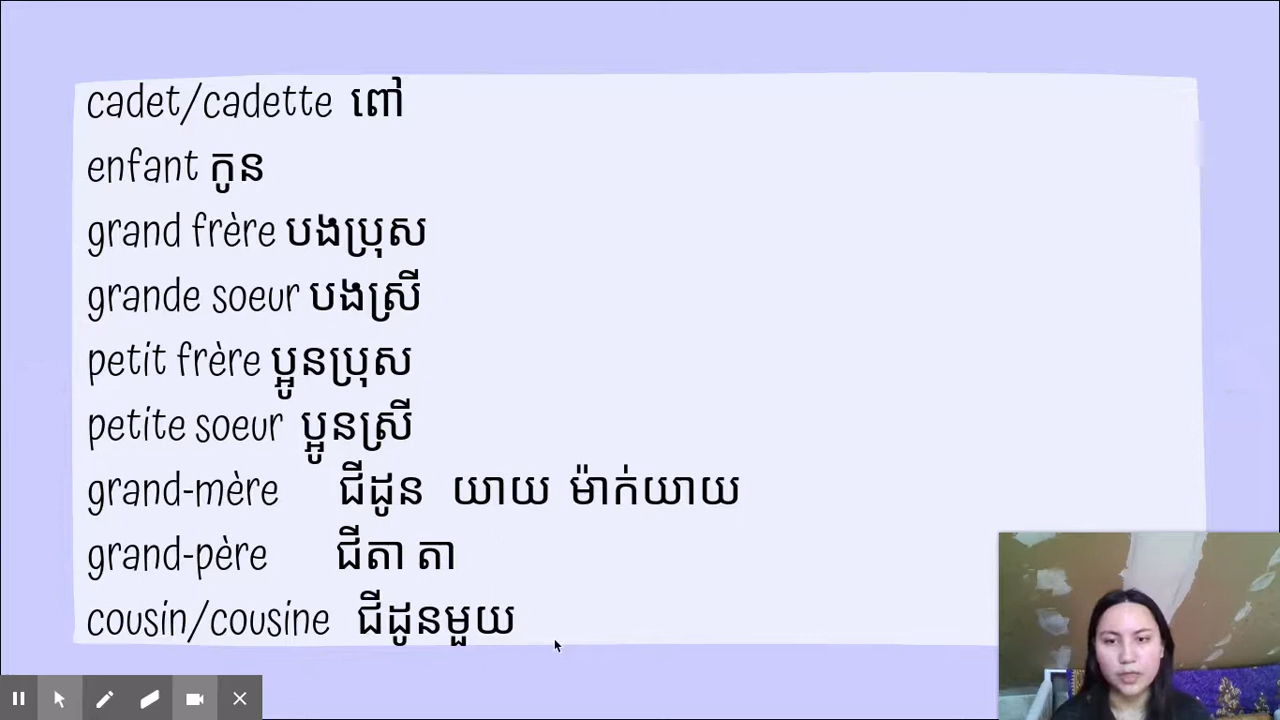 cadet/cadette ពៅ
enfant កូន
grand frère បងប្រុស
grande soeur បងស្រី
petit frère ប្អូនប្រុស
petite soeur ប្អូនស្រី
grand-mère ជីដូន យាយ ម៉ាក់យាយ
grand-père ជីតា តា
cousin/cousine ជីដូនមួយ